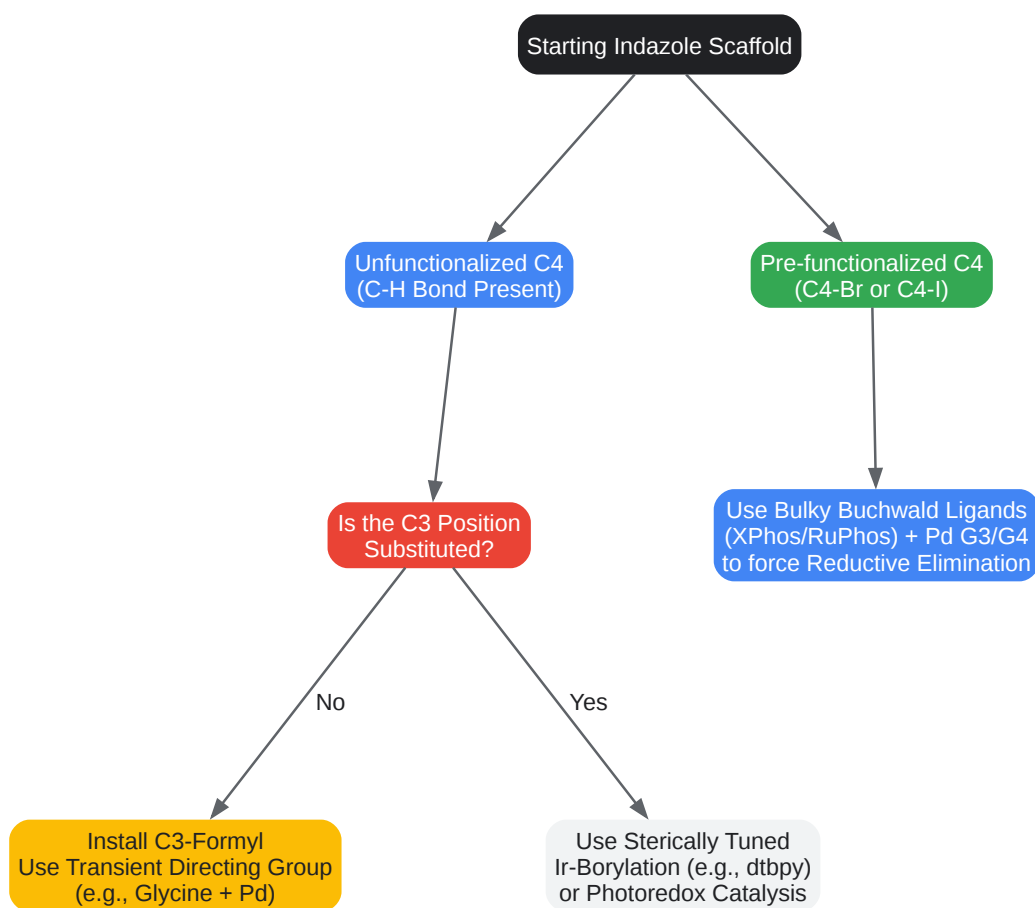 Starting Indazole Scaffold
Unfunctionalized C4
(C-H Bond Present)
Pre-functionalized C4
(C4-Br or C4-I)
Is the C3 Position
Substituted?
Use Bulky Buchwald Ligands
(XPhos/RuPhos) + Pd G3/G4
to force Reductive Elimination
No
Yes
Install C3-Formyl
Use Transient Directing Group
(e.g., Glycine + Pd)
Use Sterically Tuned
Ir-Borylation (e.g., dtbpy)
or Photoredox Catalysis